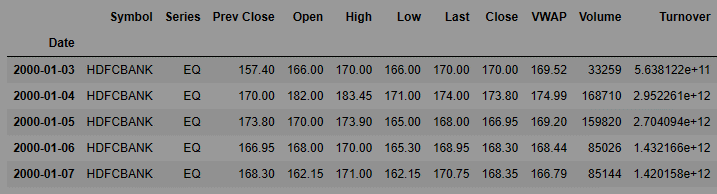 Symbol Series Prev Close Open High Low Last Close VWAP Volume Turnover
Date
2000-01-03 HDFCBANK EQ 157.40 166.00 170.00 166.00 170.00 170.00 169.52 33259 5.638122e+11
2000-01-04 HDFCBANK EQ 170.00 182.00 183.45 171.00 174.00 173.80 174.99 168710 2.952261e+12
2000-01-05 HDFCBANK EQ 173.80 170.00 173.90 165.00 168.00 166.95 169.20 159820 2.704094e+12
2000-01-06 HDFCBANK EQ 166.95 168.00 170.00 165.30 168.95 168.30 168.44 85026 1.432166e+12
2000-01-07 HDFCBANK EQ 168.30 162.15 171.00 162.15 170.75 168.35 166.79 85144 1.420158e+12